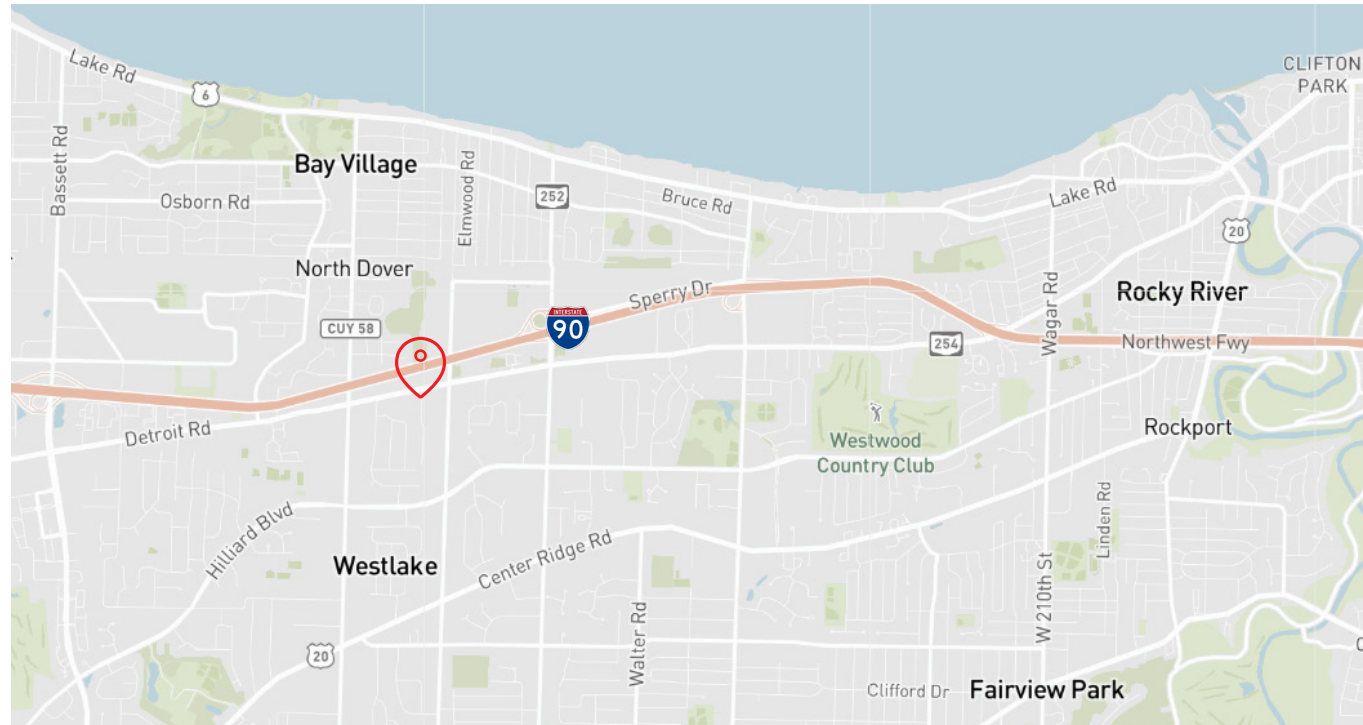 Lake Rd
6
CLIFTON
PARK
Bassett Rd
Bay Village
Elmwood Rd
252
Osborn Rd
Bruce Rd
Lake Rd
20
North Dover
Sperry Dr
Wagar Rd
Rocky River
CUY 58
INTERSTATE
90
254
Northwest Fwy
Detroit Rd
Westwood
Country Club
Rockport
Hilliard Blvd
Linden Rd
Westlake
Center Ridge Rd
W 210th St
20
Walter Rd
Clifford Dr
Fairview Park